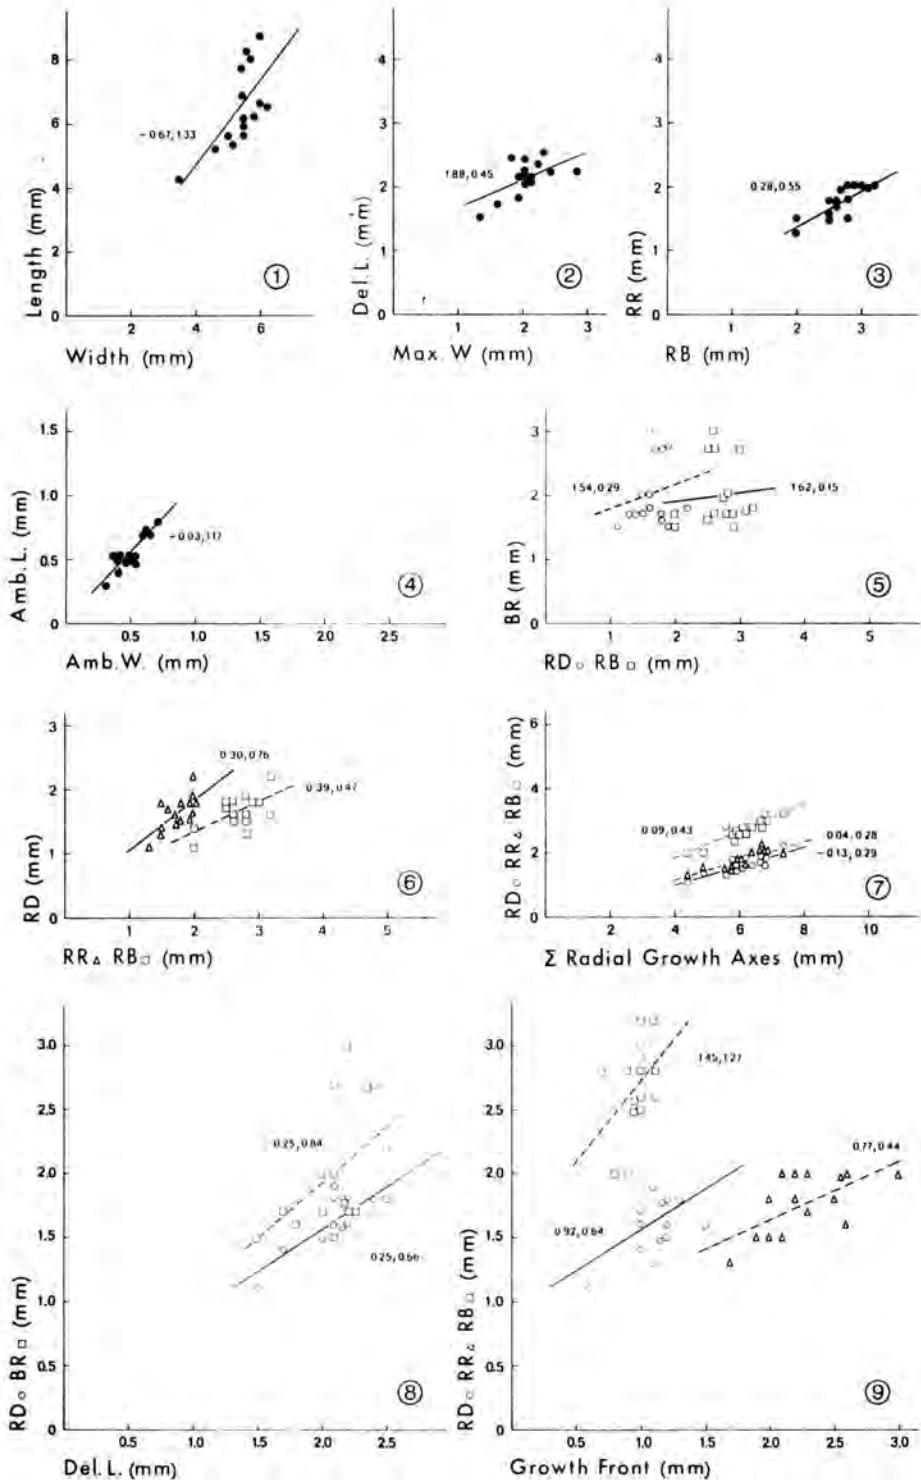 8
6
4
2
0
Length (mm)
-0.67, 1.33
①
4 6
Width (mm)
4
3
2
1
0
Del. L. (mm)
1.88, 0.45
②
1 2 3
Max. W (mm)
4
3
2
1
0
RR (mm)
0.28, 0.55
③
1 2 3
RB (mm)
1.5
1.0
0.5
0
Amb. L. (mm)
④
0.5 1.0 1.5 2.0 2.5
Amb. W. (mm)
3
2
1
0
BR (mm)
1.54, 0.29
1.62, 0.15
⑤
1 2 3 4 5
RD○ RB□ (mm)
3
2
1
0
RD (mm)
0.30, 0.76
0.39, 0.47
⑥
1 2 3 4 5
RR△ RB□ (mm)
6
4
2
0
RD○ RR△ RB□ (mm)
0.09, 0.43
0.04, 0.28
-0.13, 0.29
⑦
2 4 6 8 10
Σ Radial Growth Axes (mm)
3.0
2.5
2.0
1.5
1.0
0.5
0
RD○ BR□ (mm)
0.25, 0.84
0.25, 0.66
⑧
0.5 1.0 1.5 2.0 2.5
Del. L. (mm)
3.0
2.5
2.0
1.5
1.0
0.5
0
RD○ RR△ RB□ (mm)
1.45, 1.27
0.77, 0.44
0.92, 0.64
⑨
0.5 1.0 1.5 2.0 2.5 3.0
Growth Front (mm)